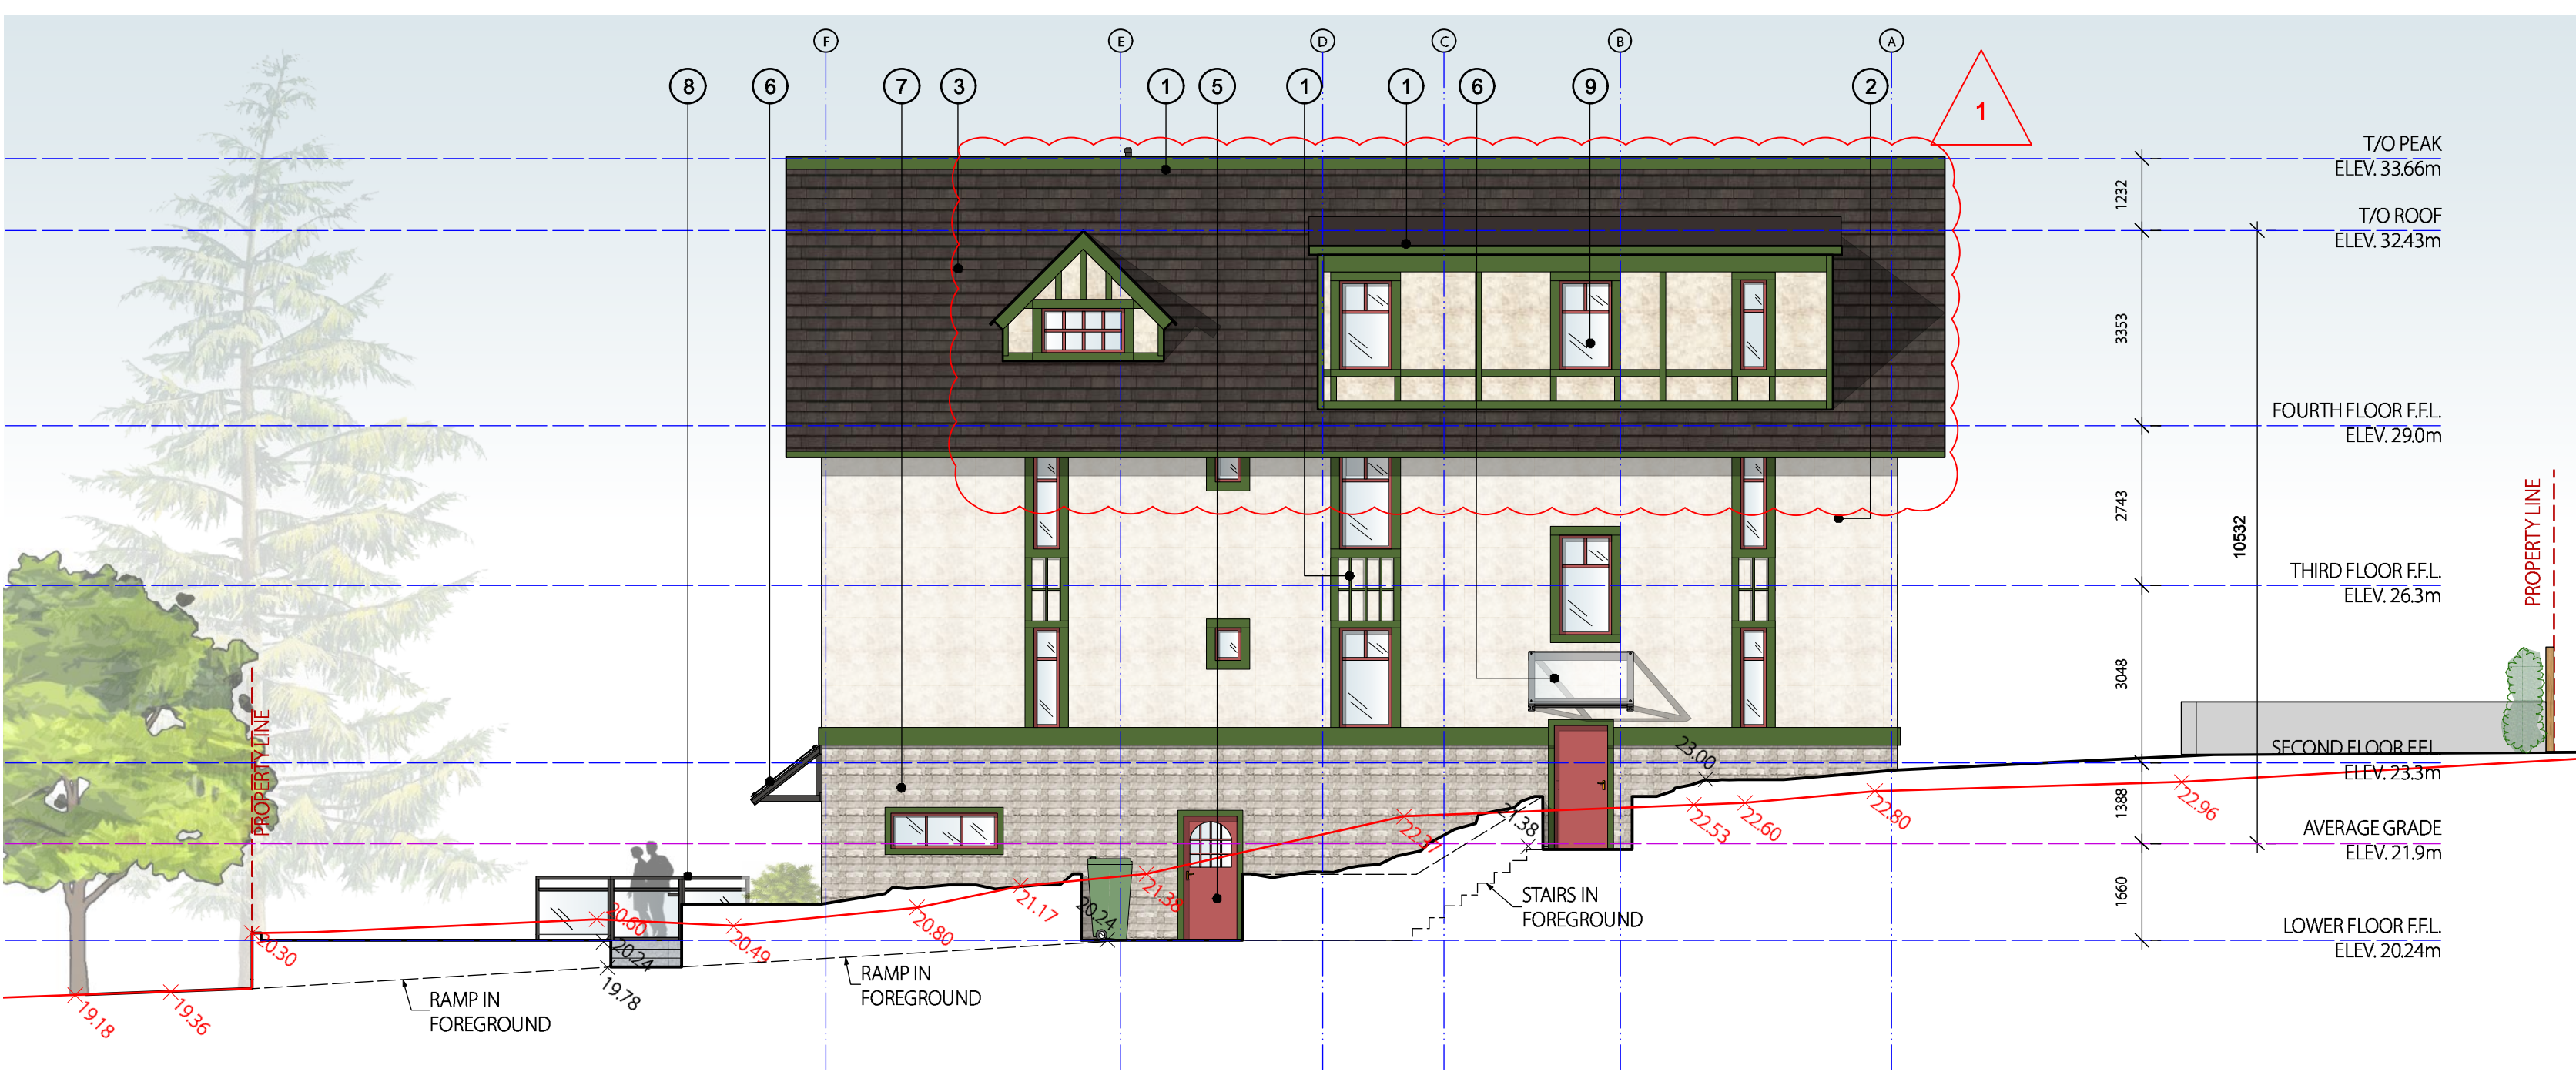 F
E
D
C
B
A
8
6
7
3
1
5
1
1
6
9
2
1
T/O PEAK
ELEV. 33.66m
1232
T/O ROOF
ELEV. 32.43m
3353
FOURTH FLOOR F.F.L.
ELEV. 29.0m
2743
10532
PROPERTY LINE
THIRD FLOOR F.F.L.
ELEV. 26.3m
3048
PROPERTY LINE
SECOND FLOOR F.F.L.
ELEV. 23.3m
1388
AVERAGE GRADE
ELEV. 21.9m
1660
LOWER FLOOR F.F.L.
ELEV. 20.24m
23.00
22.96
22.80
22.60
22.53
22.37
21.38
21.38
21.17
20.80
20.49
20.60
20.30
20.24
20.24
19.78
19.36
19.18
STAIRS IN
FOREGROUND
RAMP IN
FOREGROUND
RAMP IN
FOREGROUND